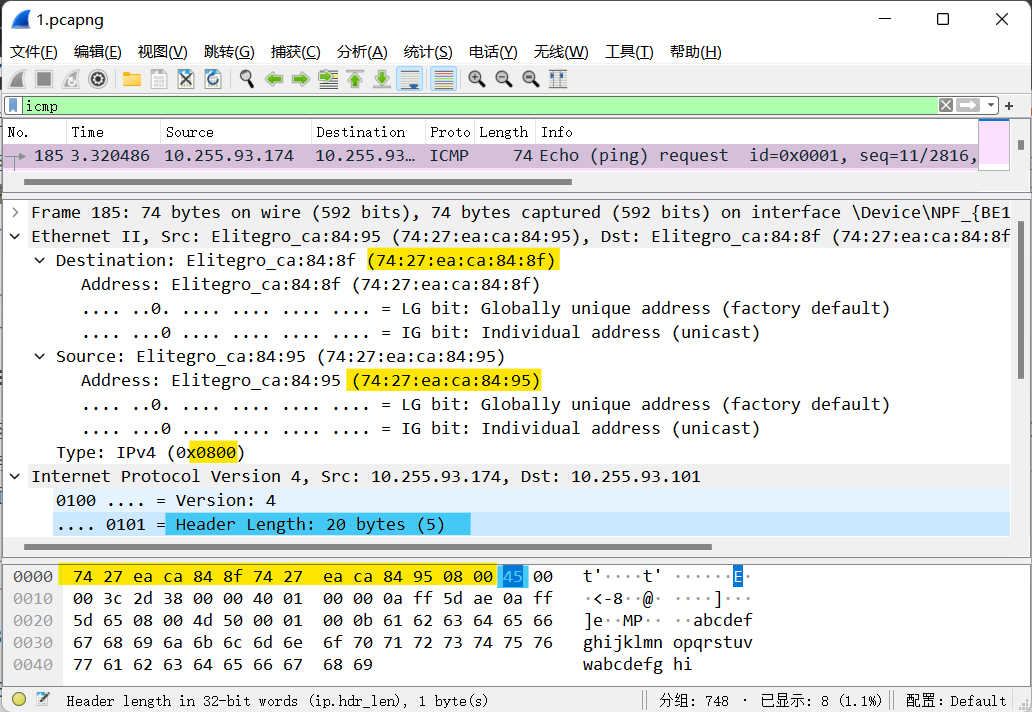 1.pcapng
文件(F) 编辑(E) 视图(V) 跳转(G) 捕获(C) 分析(A) 统计(S) 电话(Y) 无线(W) 工具(T) 帮助(H)
icmp
No. Time Source Destination Proto Length Info
185 3.320486 10.255.93.174 10.255.93… ICMP 74 Echo (ping) request id=0x0001, seq=11/2816,
Frame 185: 74 bytes on wire (592 bits), 74 bytes captured (592 bits) on interface \Device\NPF_{BE1
Ethernet II, Src: Elitegro_ca:84:95 (74:27:ea:ca:84:95), Dst: Elitegro_ca:84:8f (74:27:ea:ca:84:8f
Destination: Elitegro_ca:84:8f (74:27:ea:ca:84:8f)
Address: Elitegro_ca:84:8f (74:27:ea:ca:84:8f)
.... ..0. .... .... .... .... = LG bit: Globally unique address (factory default)
.... ...0 .... .... .... .... = IG bit: Individual address (unicast)
Source: Elitegro_ca:84:95 (74:27:ea:ca:84:95)
Address: Elitegro_ca:84:95 (74:27:ea:ca:84:95)
.... ..0. .... .... .... .... = LG bit: Globally unique address (factory default)
.... ...0 .... .... .... .... = IG bit: Individual address (unicast)
Type: IPv4 (0x0800)
Internet Protocol Version 4, Src: 10.255.93.174, Dst: 10.255.93.101
0100 .... = Version: 4
.... 0101 = Header Length: 20 bytes (5)
0000 74 27 ea ca 84 8f 74 27 ea ca 84 95 08 00 45 00 t'····t' ······E·
0010 00 3c 2d 38 00 00 40 01 00 00 0a ff 5d ae 0a ff ·<-8··@· ····]···
0020 5d 65 08 00 4d 50 00 01 00 0b 61 62 63 64 65 66 ]e··MP·· ··abcdef
0030 67 68 69 6a 6b 6c 6d 6e 6f 70 71 72 73 74 75 76 ghijklmn opqrstuv
0040 77 61 62 63 64 65 66 67 68 69 wabcdefg hi
Header length in 32-bit words (ip.hdr_len), 1 byte(s) 分组: 748 · 已显示: 8 (1.1%) 配置: Default